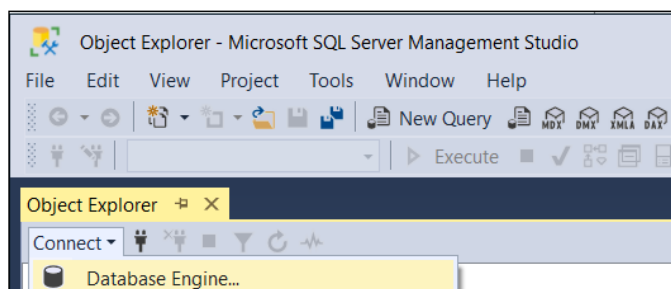 Object Explorer - Microsoft SQL Server Management Studio
File Edit View Project Tools Window Help
New Query MDX DMX XMLA DAX
Execute
Object Explorer
Connect
Database Engine...